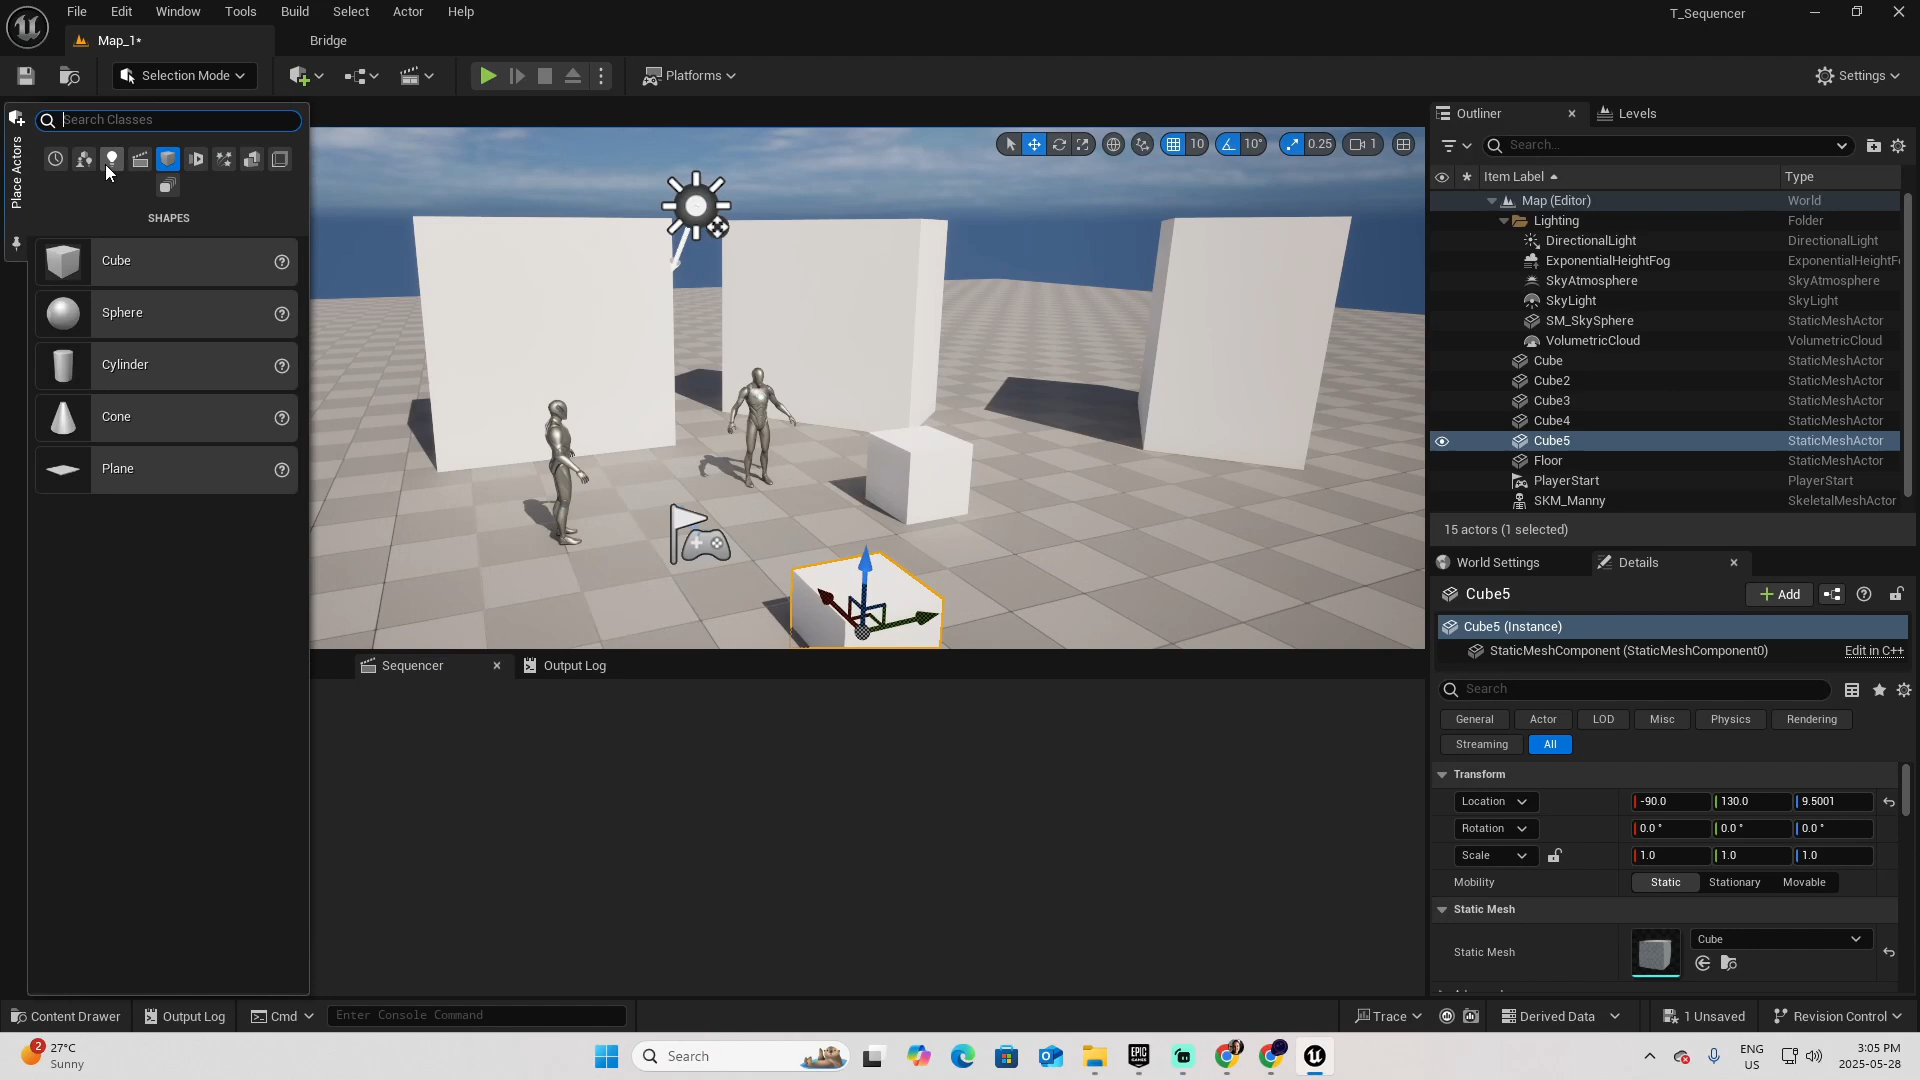 File Edit Window Tools Build Select Actor Help
T_Sequencer
Map_1*
Bridge
Selection Mode
Platforms
Settings
Place Actors
Search Classes
SHAPES
Cube
Sphere
Cylinder
Cone
Plane
10
10°
0.25
1
Sequencer
Output Log
Outliner
Levels
Search...
Item Label
Type
Map (Editor) World
Lighting Folder
DirectionalLight DirectionalLight
ExponentialHeightFog ExponentialHeightF
SkyAtmosphere SkyAtmosphere
SkyLight SkyLight
SM_SkySphere StaticMeshActor
VolumetricCloud VolumetricCloud
Cube StaticMeshActor
Cube2 StaticMeshActor
Cube3 StaticMeshActor
Cube4 StaticMeshActor
Cube5 StaticMeshActor
Floor StaticMeshActor
PlayerStart PlayerStart
SKM_Manny SkeletalMeshActor
15 actors (1 selected)
World Settings
Details
Cube5
Add
Cube5 (Instance)
StaticMeshComponent (StaticMeshComponent0) Edit in C++
Search
General Actor LOD Misc Physics Rendering
Streaming All
Transform
Location -90.0 130.0 9.5001
Rotation 0.0 ° 0.0 ° 0.0 °
Scale 1.0 1.0 1.0
Mobility Static Stationary Movable
Static Mesh
Static Mesh Cube
Content Drawer Output Log Cmd Enter Console Command
Trace Derived Data 1 Unsaved Revision Control
2
27°C
Sunny
Search
EPIC
GAMES
ENG
US
3:05 PM
2025-05-28